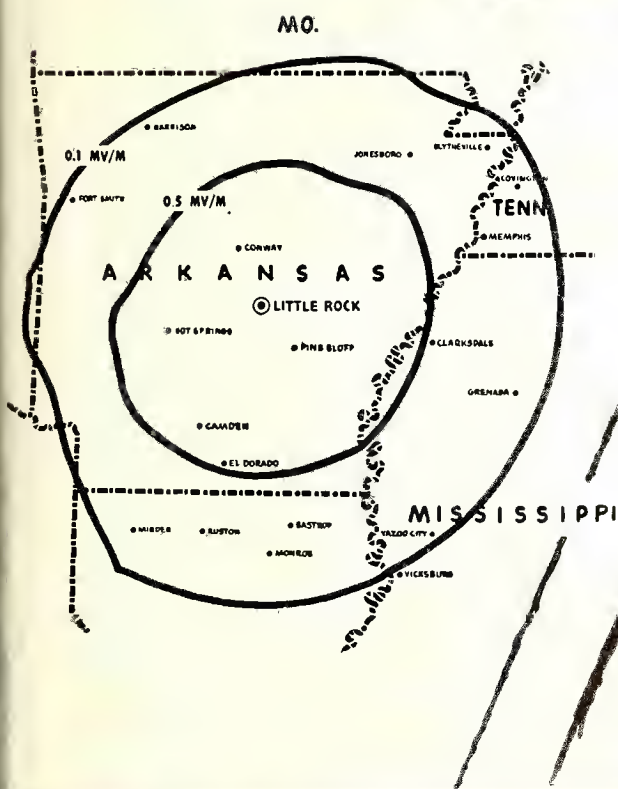 MO.
HARRISON
0.1 MV/M
JONESBORO
BLYTHEVILLE
COVINGTON
FORT SMITH
0.5 MV/M
TENN
MEMPHIS
CONWAY
ARKANSAS
LITTLE ROCK
HOT SPRINGS
PINE BLUFF
CLARKSDALE
GRENADA
CAMDEN
EL DORADO
MISSISSIPPI
MINDEN
RUSTON
BASTROP
YAZOO CITY
MONROE
VICKSBURG